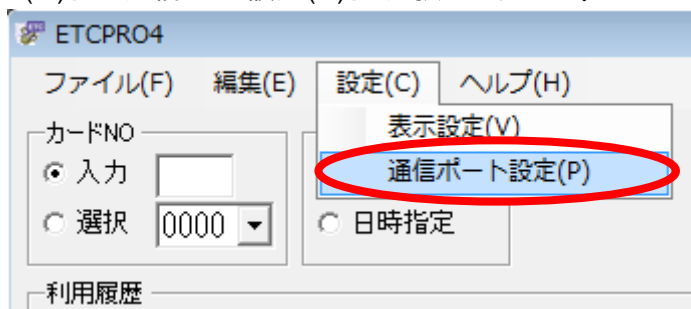 ETCPRO4
ファイル(F) 編集(E) 設定(C) ヘルプ(H)
表示設定(V)
通信ポート設定(P)
カードNO
入力
選択 0000
日時指定
利用履歴